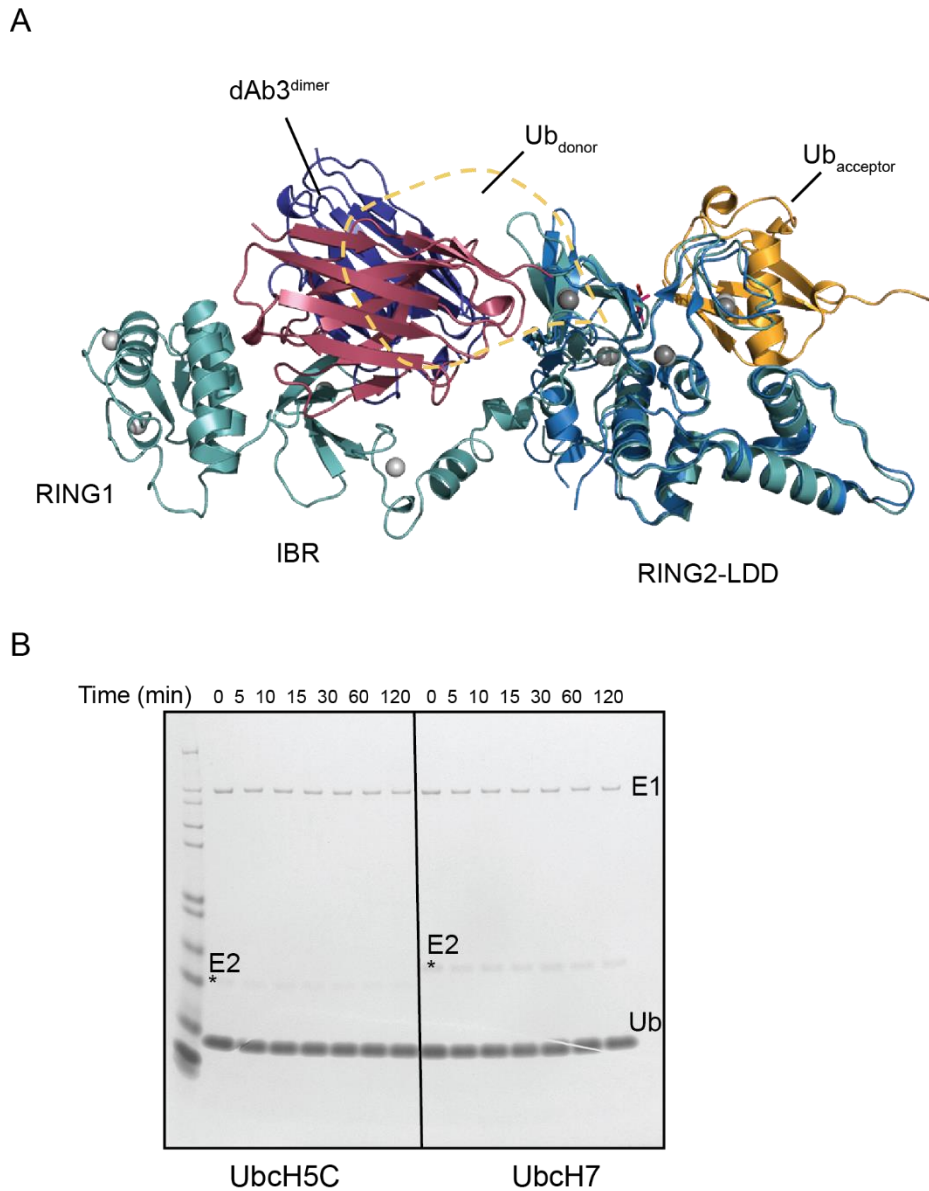 A
dAb3dimer
Ubdonor
Ubacceptor
RING1
IBR
RING2-LDD
B
Time (min) 0 5 10 15 30 60 120 0 5 10 15 30 60 120
E1
E2
*
E2
*
Ub
UbcH5C UbcH7